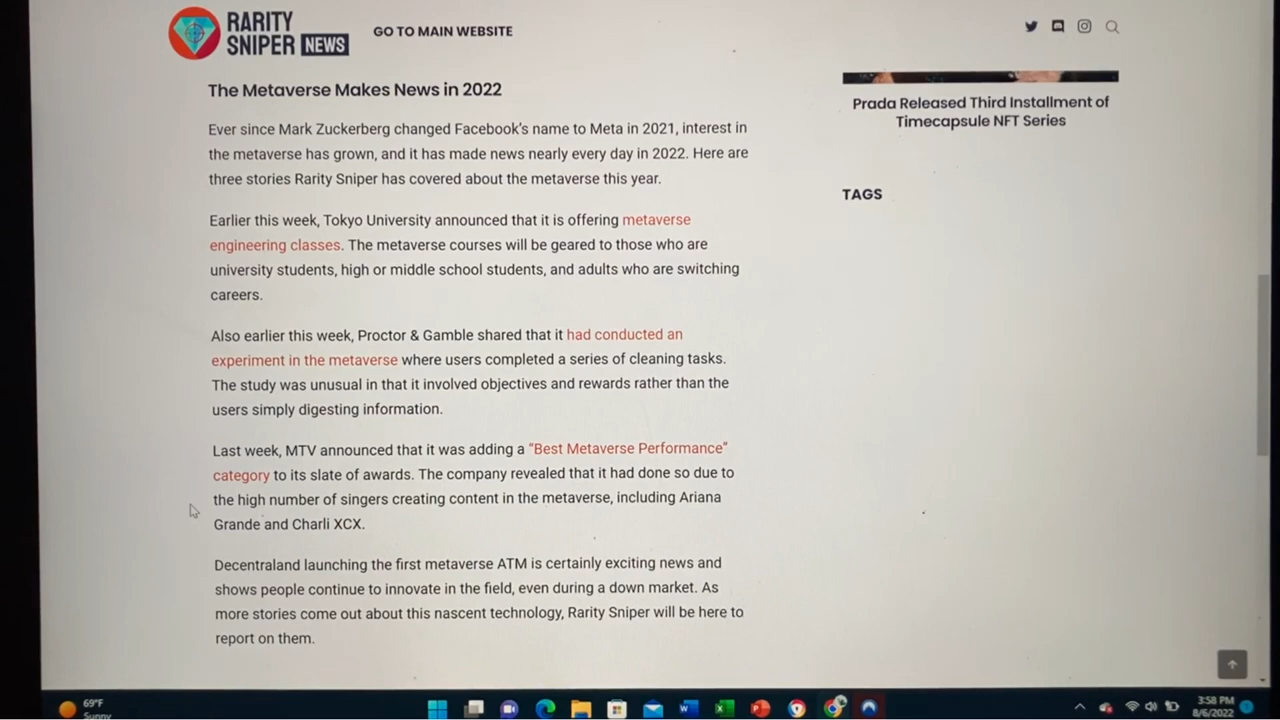 RARITY
SNIPER NEWS
GO TO MAIN WEBSITE
The Metaverse Makes News in 2022
Ever since Mark Zuckerberg changed Facebook's name to Meta in 2021, interest in
the metaverse has grown, and it has made news nearly every day in 2022. Here are
three stories Rarity Sniper has covered about the metaverse this year.
Earlier this week, Tokyo University announced that it is offering metaverse
engineering classes. The metaverse courses will be geared to those who are
university students, high or middle school students, and adults who are switching
careers.
Also earlier this week, Proctor & Gamble shared that it had conducted an
experiment in the metaverse where users completed a series of cleaning tasks.
The study was unusual in that it involved objectives and rewards rather than the
users simply digesting information.
Last week, MTV announced that it was adding a "Best Metaverse Performance"
category to its slate of awards. The company revealed that it had done so due to
the high number of singers creating content in the metaverse, including Ariana
Grande and Charli XCX.
Decentraland launching the first metaverse ATM is certainly exciting news and
shows people continue to innovate in the field, even during a down market. As
more stories come out about this nascent technology, Rarity Sniper will be here to
report on them.
Prada Released Third Installment of
Timecapsule NFT Series
TAGS
69°F
Sunny
3:58 PM
8/6/2022